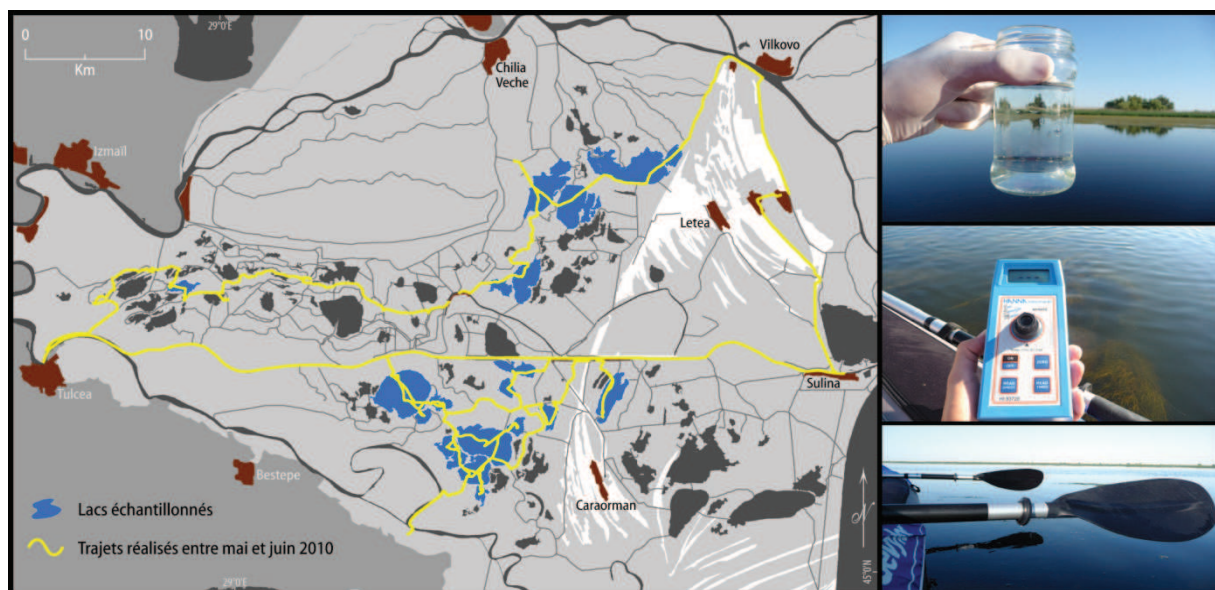 29°0'E
0 10
Km
Vilkovo
Chilia
Veche
Izmail
Letea
Tulcea
Sulina
Bestepe
Caraorman
Lacs échantillonnés
Trajets réalisés entre mai et juin 2010
29°0'E
45°0'N
N
HANNA